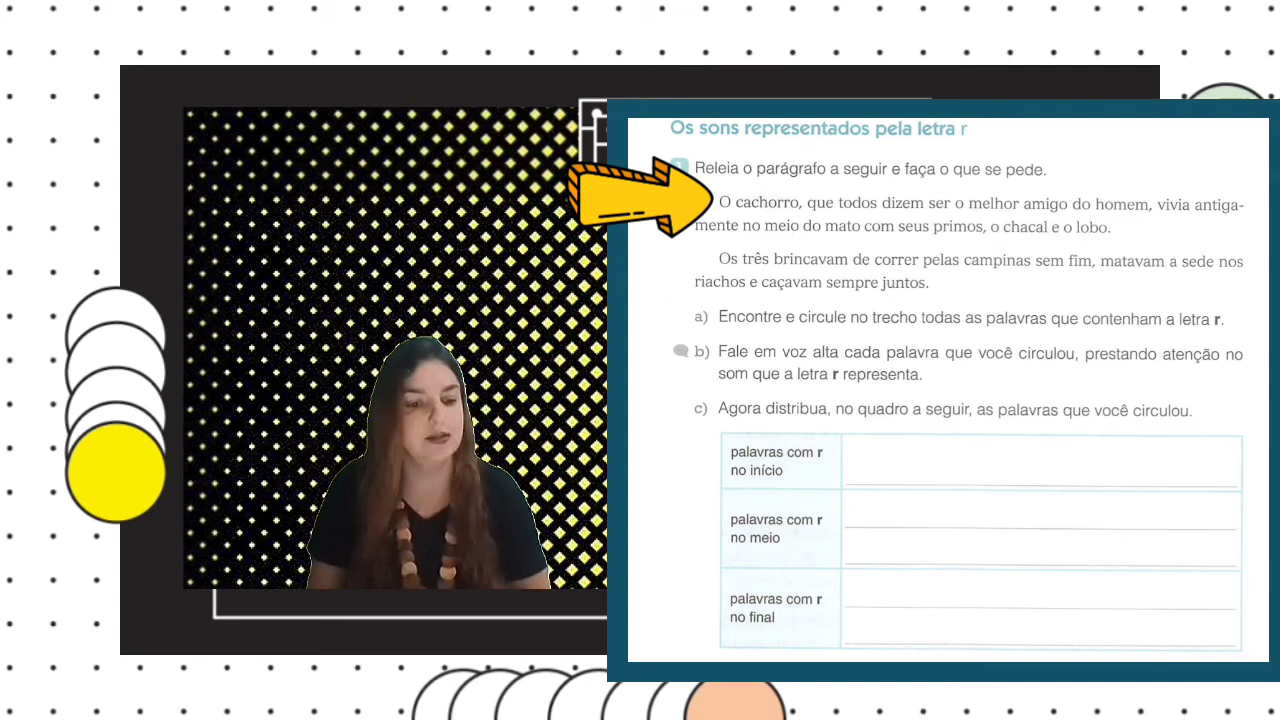 Os sons representados pela letra r
1 Releia o parágrafo a seguir e faça o que se pede.
O cachorro, que todos dizem ser o melhor amigo do homem, vivia antiga-
mente no meio do mato com seus primos, o chacal e o lobo.
Os três brincavam de correr pelas campinas sem fim, matavam a sede nos
riachos e caçavam sempre juntos.
a) Encontre e circule no trecho todas as palavras que contenham a letra r.
b) Fale em voz alta cada palavra que você circulou, prestando atenção no
som que a letra r representa.
c) Agora distribua, no quadro a seguir, as palavras que você circulou.
palavras com r
no início
palavras com r
no meio
palavras com r
no final